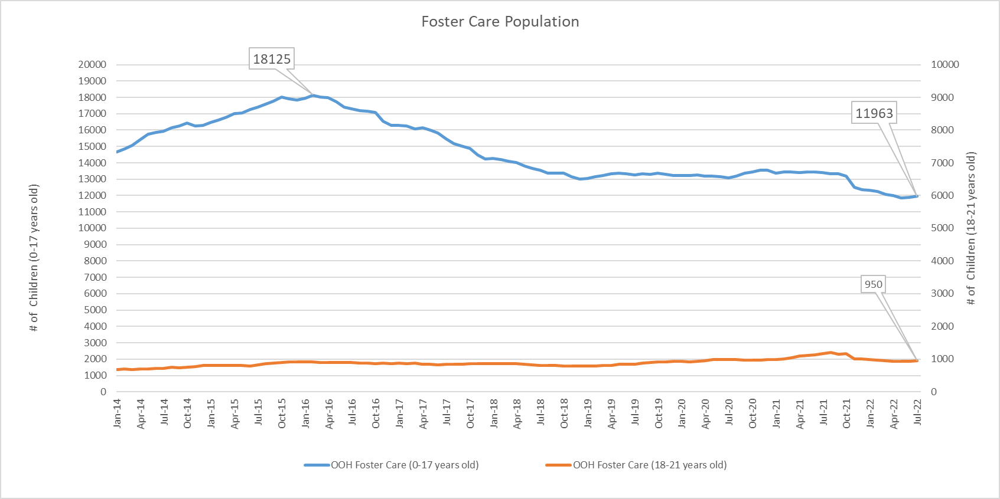 Foster Care Population
18125
11963
950
# of  Children (0-17 years old)
20000
19000
18000
17000
16000
15000
14000
13000
12000
11000
10000
9000
8000
7000
6000
5000
4000
3000
2000
1000
0
10000
9000
8000
7000
6000
5000
4000
3000
2000
1000
0
# of  Children (18-21 years old)
Jan-14
Apr-14
Jul-14
Oct-14
Jan-15
Apr-15
Jul-15
Oct-15
Jan-16
Apr-16
Jul-16
Oct-16
Jan-17
Apr-17
Jul-17
Oct-17
Jan-18
Apr-18
Jul-18
Oct-18
Jan-19
Apr-19
Jul-19
Oct-19
Jan-20
Apr-20
Jul-20
Oct-20
Jan-21
Apr-21
Jul-21
Oct-21
Jan-22
Apr-22
Jul-22
OOH Foster Care (0-17 years old)
OOH Foster Care (18-21 years old)